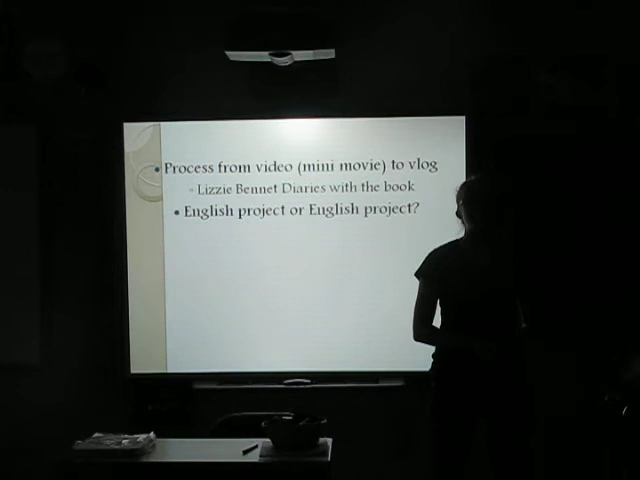 Process from video (mini movie) to vlog
Lizzie Bennet Diaries with the book
English project or English project?